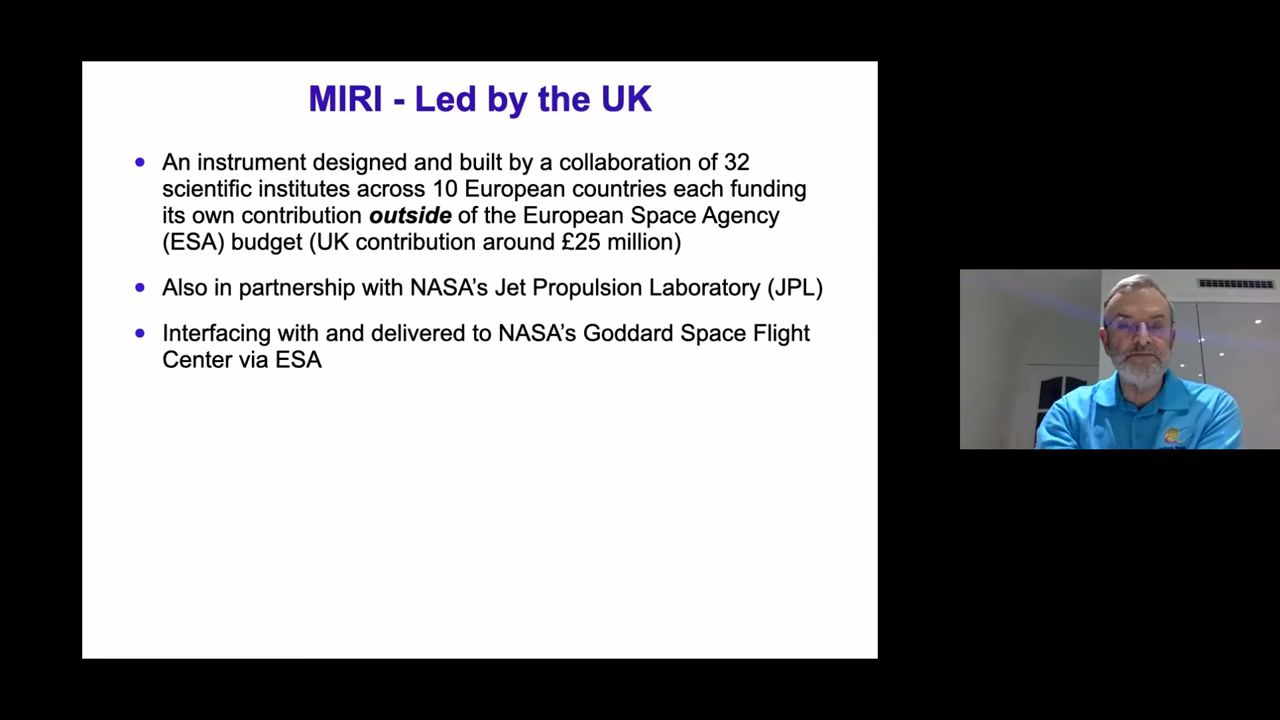 MIRI - Led by the UK
• An instrument designed and built by a collaboration of 32
scientific institutes across 10 European countries each funding
its own contribution outside of the European Space Agency
(ESA) budget (UK contribution around £25 million)
• Also in partnership with NASA’s Jet Propulsion Laboratory (JPL)
• Interfacing with and delivered to NASA’s Goddard Space Flight
Center via ESA